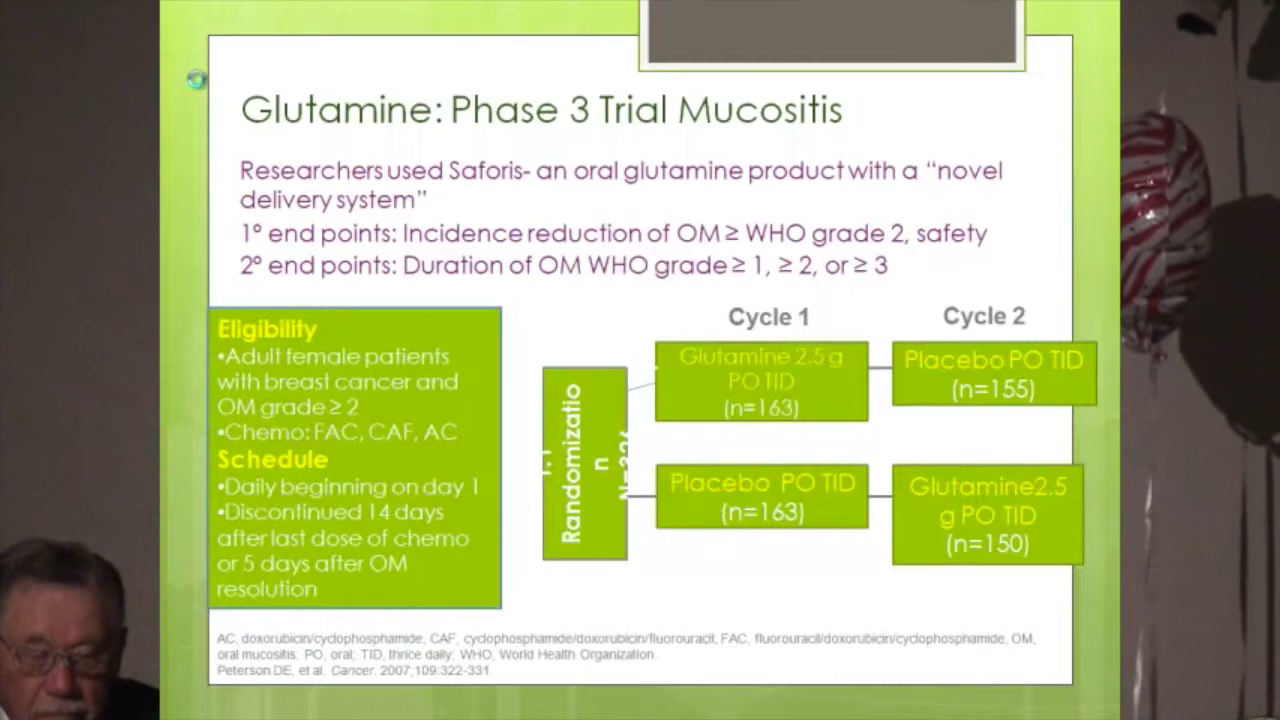 Glutamine: Phase 3 Trial Mucositis
Researchers used Saforis- an oral glutamine product with a “novel
delivery system”
1° end points: Incidence reduction of OM ≥ WHO grade 2, safety
2° end points: Duration of OM WHO grade ≥ 1, ≥ 2, or ≥ 3
Eligibility
•Adult female patients
with breast cancer and
OM grade ≥ 2
•Chemo: FAC, CAF, AC
Schedule
•Daily beginning on day 1
•Discontinued 14 days
after last dose of chemo
or 5 days after OM
resolution
Randomizatio
n
Cycle 1
Glutamine 2.5 g
PO TID
(n=163)
Placebo PO TID
(n=163)
Cycle 2
Placebo PO TID
(n=155)
Glutamine2.5
g PO TID
(n=150)
AC, doxorubicin/cyclophosphamide, CAF, cyclophosphamide/doxorubicin/fluorouracil, FAC, fluorouracil/doxorubicin/cyclophosphamide, OM,
oral mucositis, PO, oral, TID, thrice daily, WHO, World Health Organization.
Peterson DE, et al. Cancer. 2007;109:322-331.